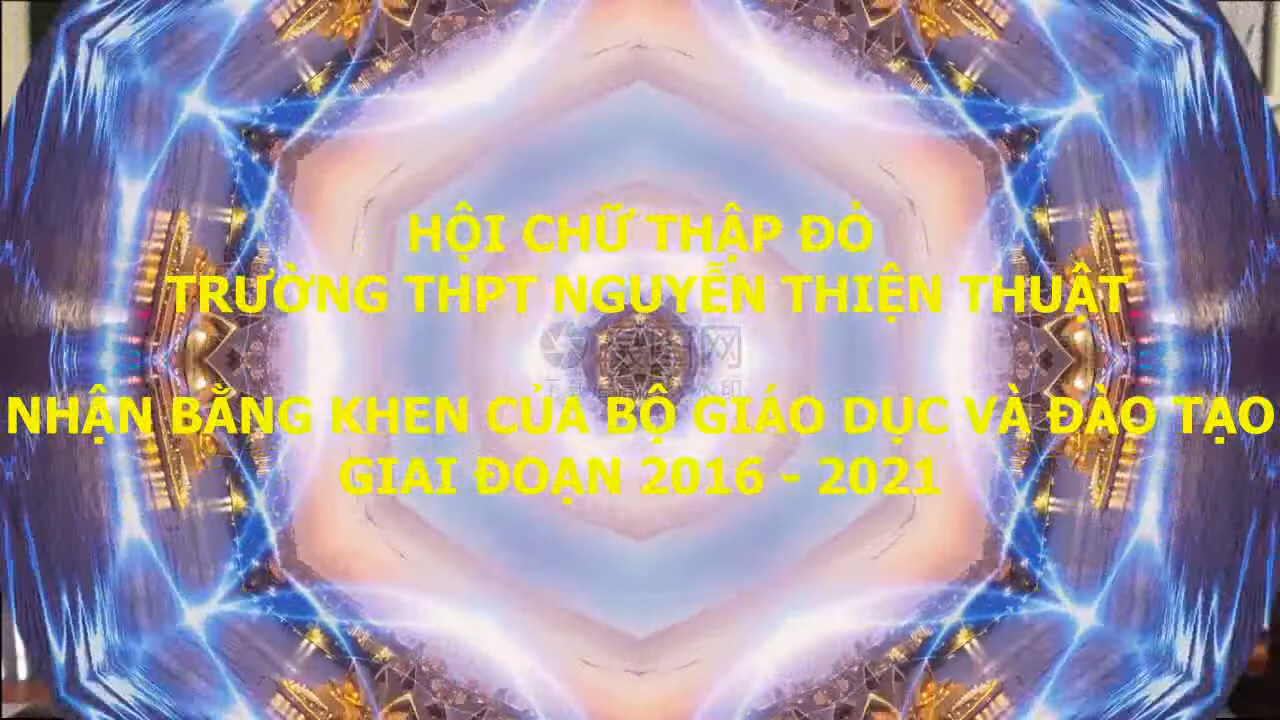 HỘI CHỮ THẬP ĐỎ
TRƯỜNG THPT NGUYỄN THIỆN THUẬT
NHẬN BẰNG KHEN CỦA BỘ GIÁO DỤC VÀ ĐÀO TẠO
GIAI ĐOẠN 2016 - 2021